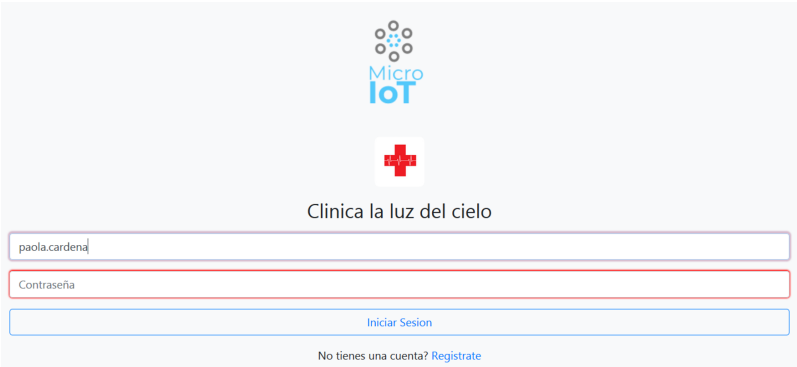 Micro
IoT
Clinica la luz del cielo
paola.cardena
Contraseña
Iniciar Sesion
No tienes una cuenta? Registrate